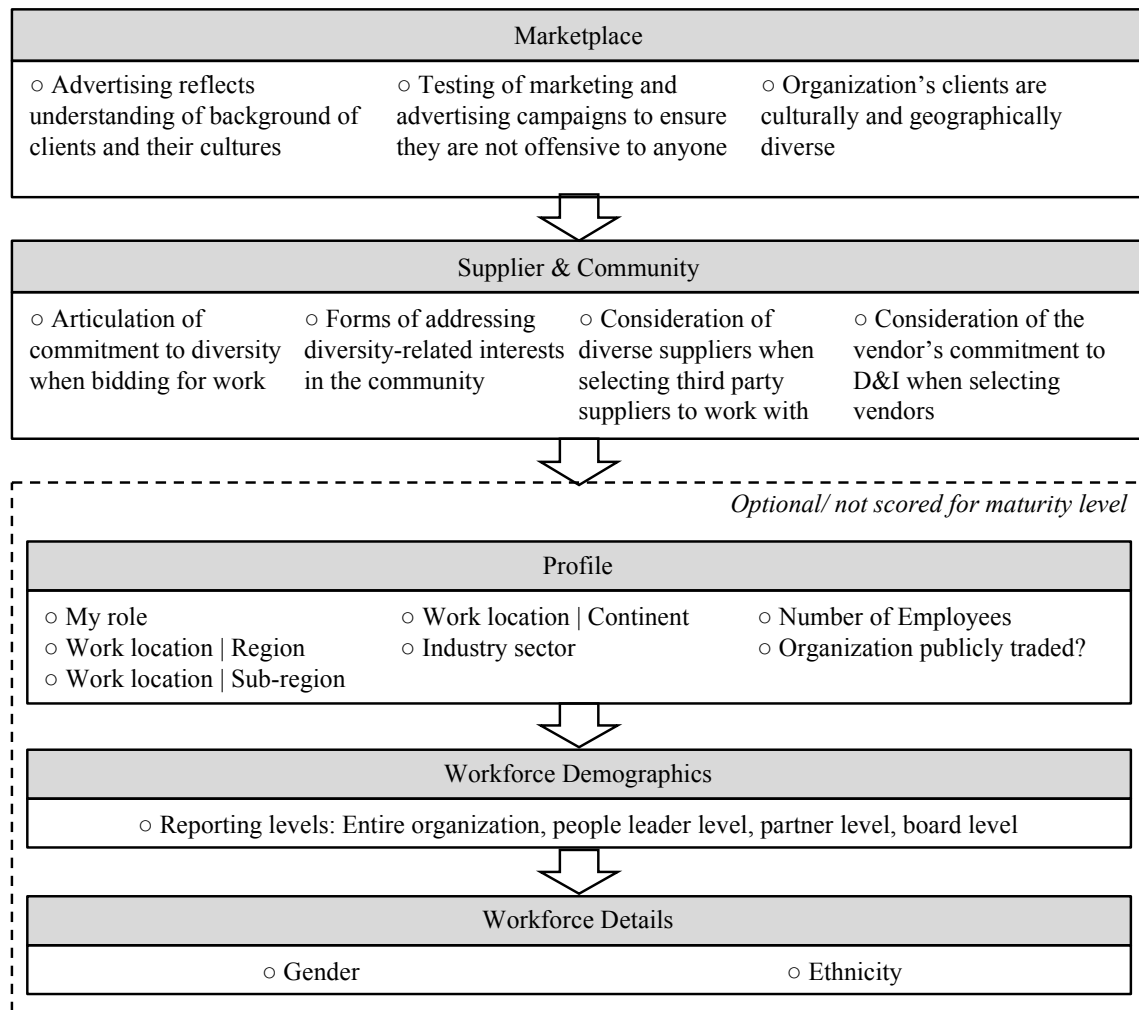 Marketplace
○ Advertising reflects
understanding of background of
clients and their cultures
○ Testing of marketing and
advertising campaigns to ensure
they are not offensive to anyone
○ Organization’s clients are
culturally and geographically
diverse
Supplier & Community
○ Articulation of
commitment to diversity
when bidding for work
○ Forms of addressing
diversity-related interests
in the community
○ Consideration of
diverse suppliers when
selecting third party
suppliers to work with
○ Consideration of the
vendor’s commitment to
D&I when selecting
vendors
Optional/ not scored for maturity level
Profile
○ My role
○ Work location | Region
○ Work location | Sub-region
○ Work location | Continent
○ Industry sector
○ Number of Employees
○ Organization publicly traded?
Workforce Demographics
○ Reporting levels: Entire organization, people leader level, partner level, board level
Workforce Details
○ Gender
○ Ethnicity